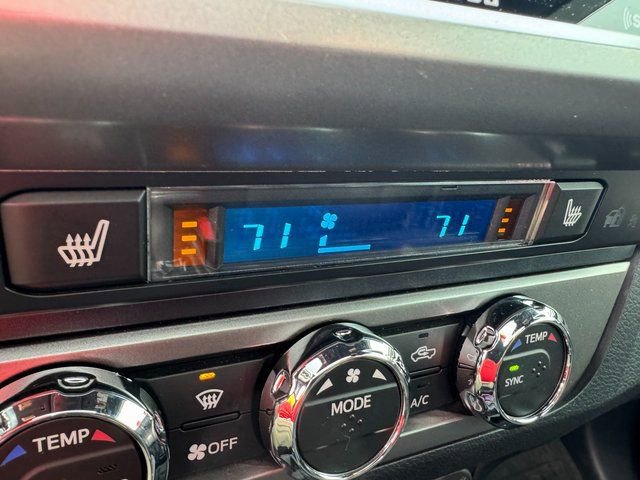 71 71
TEMP
SYNC
MODE
A/C
TEMP
OFF